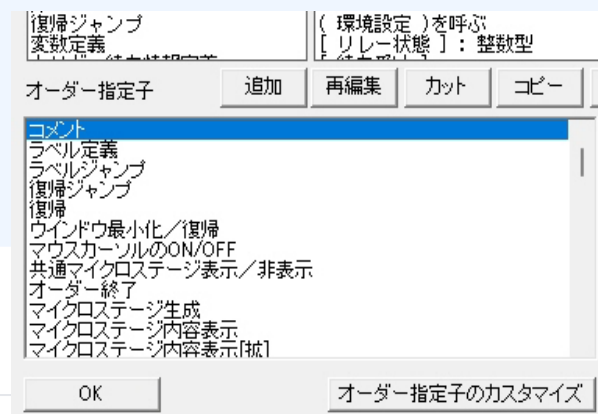 復帰ジャンプ
変数定義
( 環境設定 )を呼ぶ
[ リレー状態 ] : 整数型
オーダー指定子
追加
再編集
カット
コピー
コメント
ラベル定義
ラベルジャンプ
復帰ジャンプ
復帰
ウインドウ最小化／復帰
マウスカーソルのON/OFF
共通マイクロステージ表示／非表示
オーダー終了
マイクロステージ生成
マイクロステージ内容表示
マイクロステージ内容表示[拡]
OK
オーダー指定子のカスタマイズ